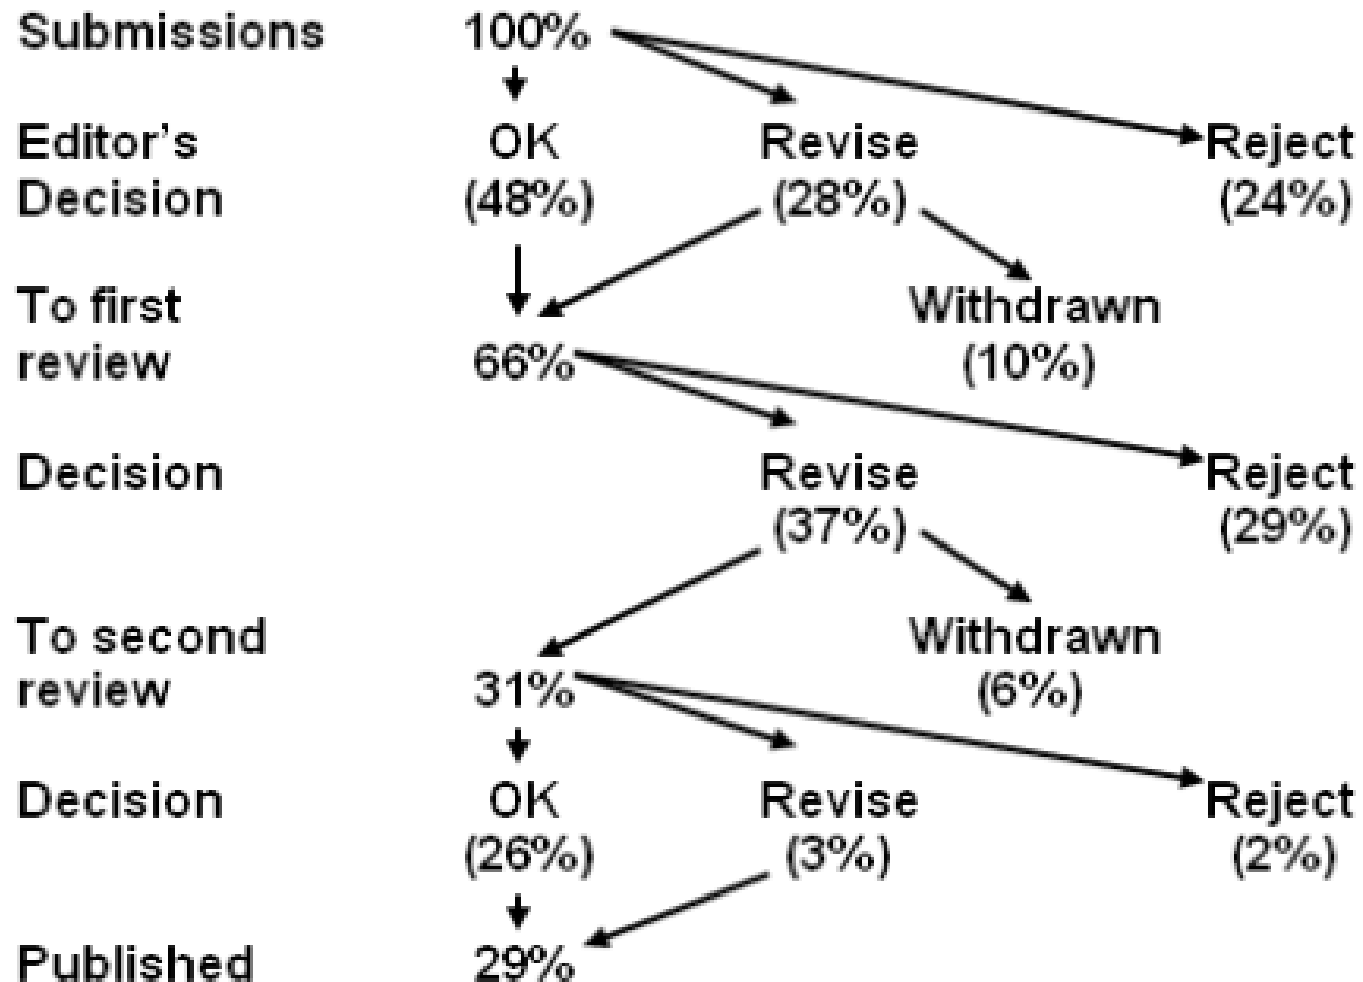 Submissions 100%
Editor's OK Revise Reject
Decision (48%) (28%) (24%)
To first Withdrawn
review 66% (10%)
Decision Revise Reject
(37%) (29%)
To second Withdrawn
review 31% (6%)
Decision OK Revise Reject
(26%) (3%) (2%)
Published 29%